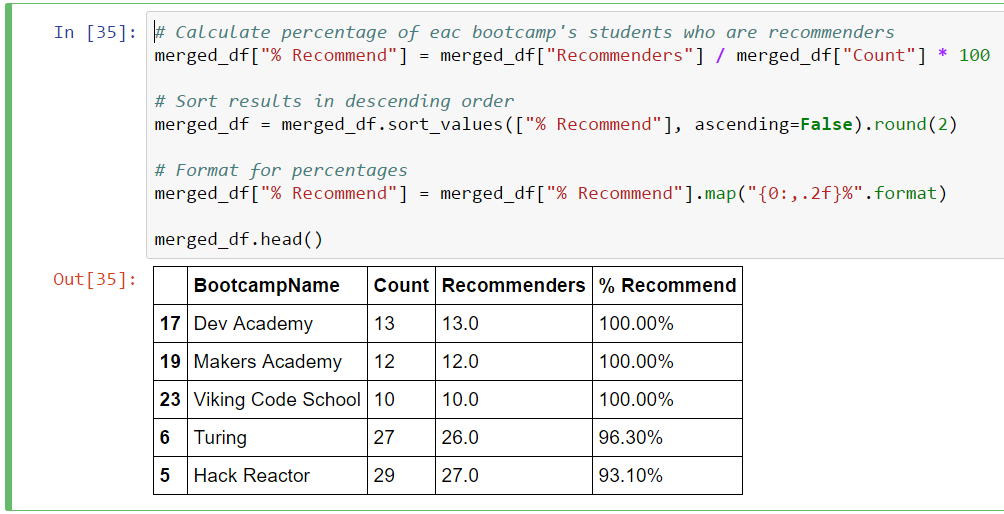 In [35]: # Calculate percentage of eac bootcamp's students who are recommenders
merged_df["% Recommend"] = merged_df["Recommenders"] / merged_df["Count"] * 100
# Sort results in descending order
merged_df = merged_df.sort_values(["% Recommend"], ascending=False).round(2)
# Format for percentages
merged_df["% Recommend"] = merged_df["% Recommend"].map("{0:,.2f}%".format)
merged_df.head()
Out[35]:
BootcampName Count Recommenders % Recommend
17 Dev Academy 13 13.0 100.00%
19 Makers Academy 12 12.0 100.00%
23 Viking Code School 10 10.0 100.00%
6 Turing 27 26.0 96.30%
5 Hack Reactor 29 27.0 93.10%